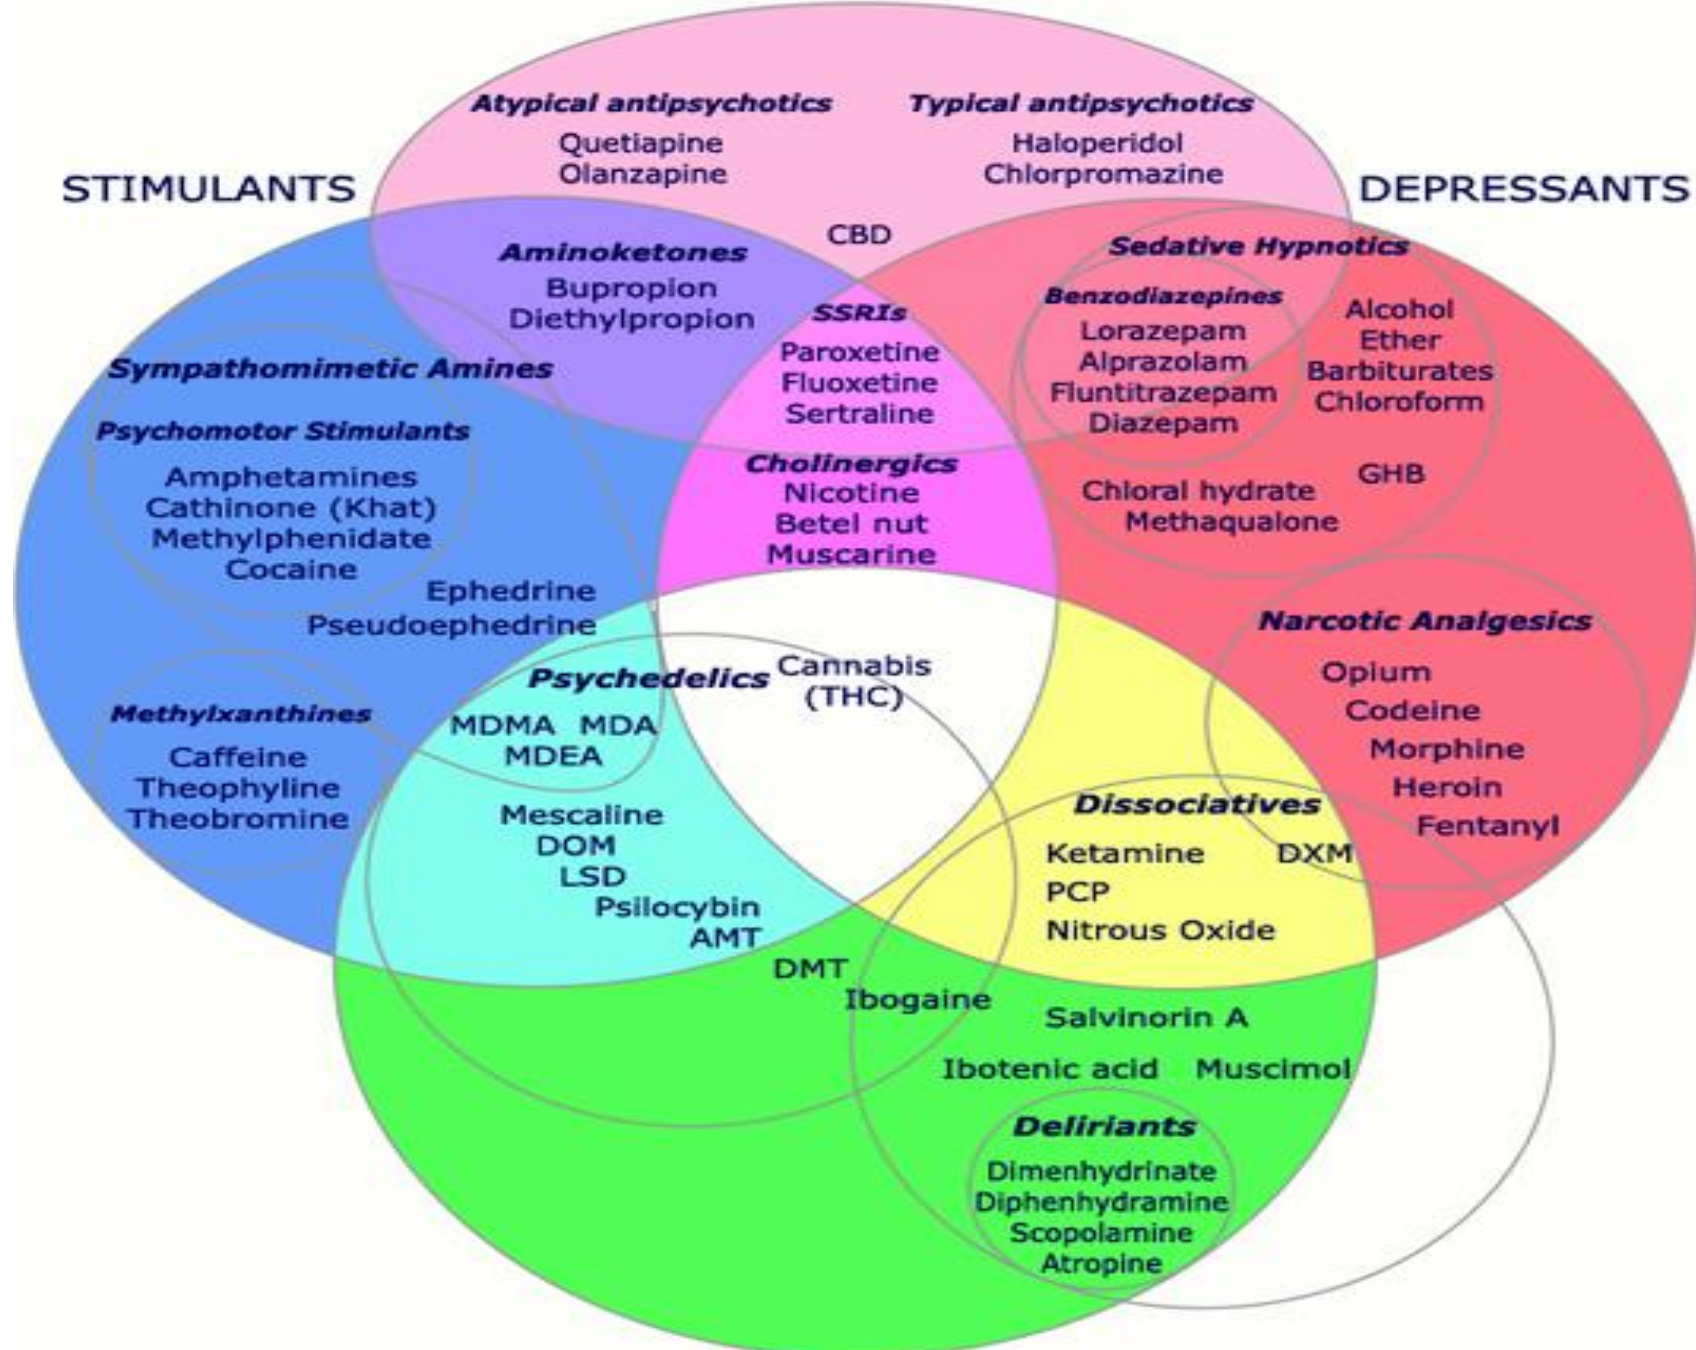 Atypical antipsychotics
Quetiapine
Olanzapine
Typical antipsychotics
Haloperidol
Chlorpromazine
STIMULANTS
DEPRESSANTS
CBD
Aminoketones
Bupropion
Diethylpropion
SSRIs
Paroxetine
Fluoxetine
Sertraline
Sedative Hypnotics
Benzodiazepines
Lorazepam
Alprazolam
Fluntitrazepam
Diazepam
Alcohol
Ether
Barbiturates
Chloroform
GHB
Chloral hydrate
Methaqualone
Sympathomimetic Amines
Psychomotor Stimulants
Amphetamines
Cathinone (Khat)
Methylphenidate
Cocaine
Ephedrine
Pseudoephedrine
Cholinergics
Nicotine
Betel nut
Muscarine
Narcotic Analgesics
Opium
Codeine
Morphine
Heroin
Fentanyl
Methylxanthines
Caffeine
Theophyline
Theobromine
Psychedelics
MDMA MDA
MDEA
Mescaline
DOM
LSD
Psilocybin
AMT
Cannabis
(THC)
Dissociatives
Ketamine DXM
PCP
Nitrous Oxide
DMT
Ibogaine
Salvinorin A
Ibotenic acid Muscimol
Deliriants
Dimenhydrinate
Diphenhydramine
Scopolamine
Atropine